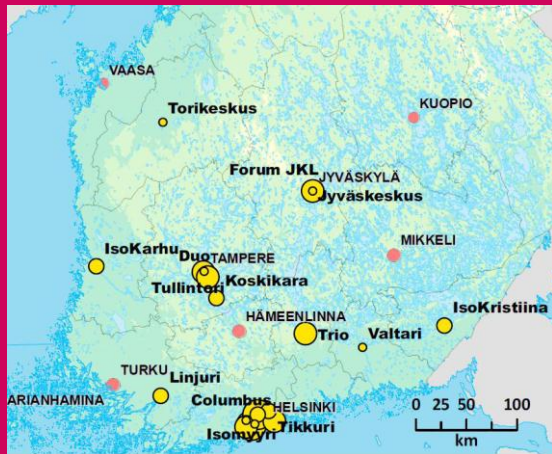 VAASA
Torikeskus
KUOPIO
Forum JKL
JYVÄSKYLÄ
Jyväskeskus
MIKKELI
IsoKarhu
Duo
TAMPERE
Koskikara
Tullintori
HÄMEENLINNA
IsoKristiina
Trio
Valtari
TURKU
Linjuri
ARIANHAMINA
Columbus
HELSINKI
Isomyyri
Tikkuri
0 25 50 100
km